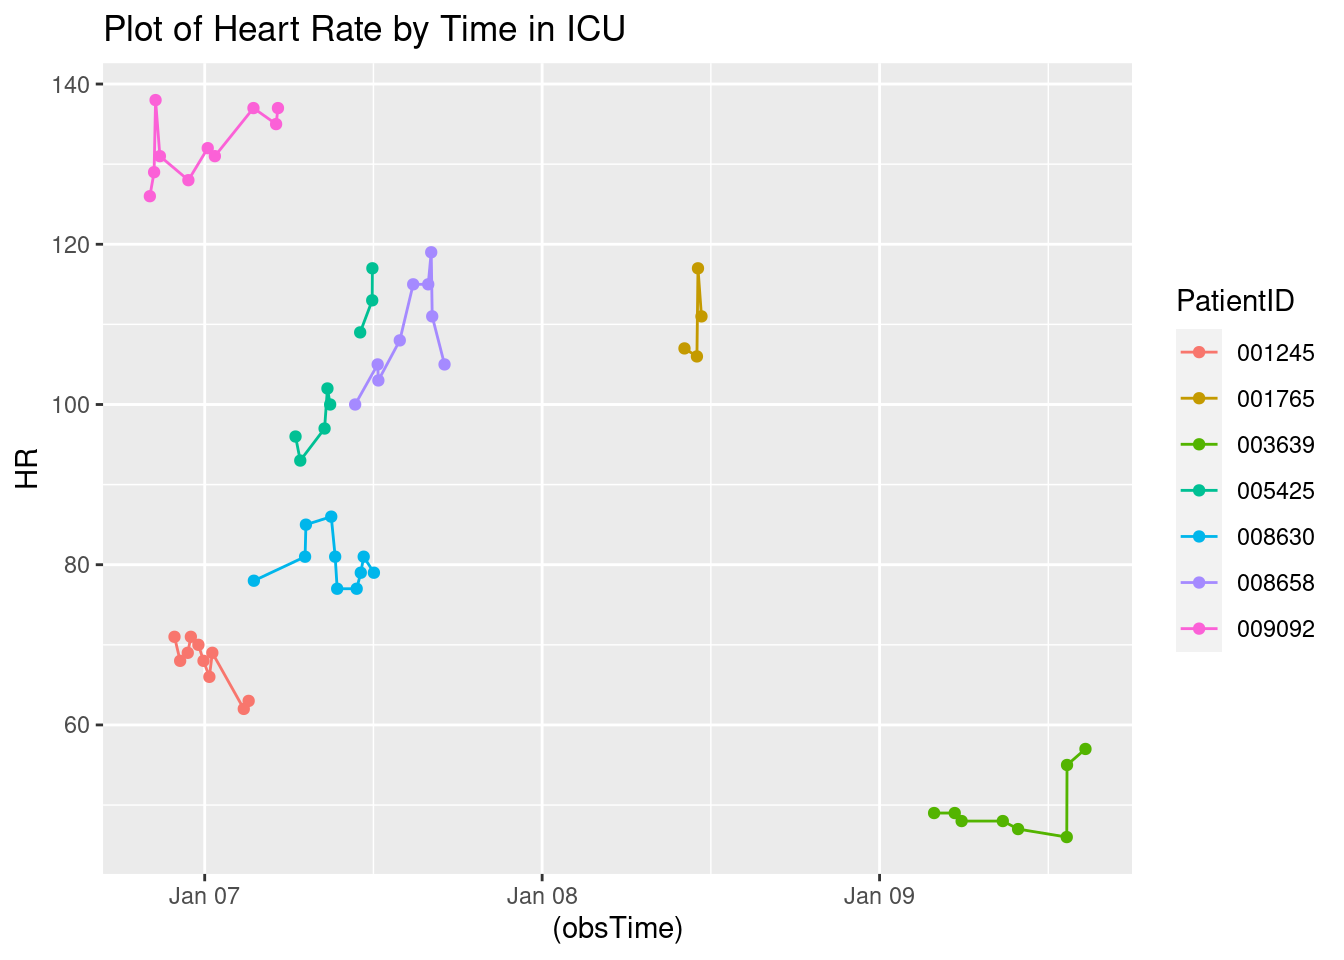 Plot of Heart Rate by Time in ICU
140
120
100
80
60
HR
Jan 07
Jan 08
Jan 09
(obsTime)
PatientID
001245
001765
003639
005425
008630
008658
009092